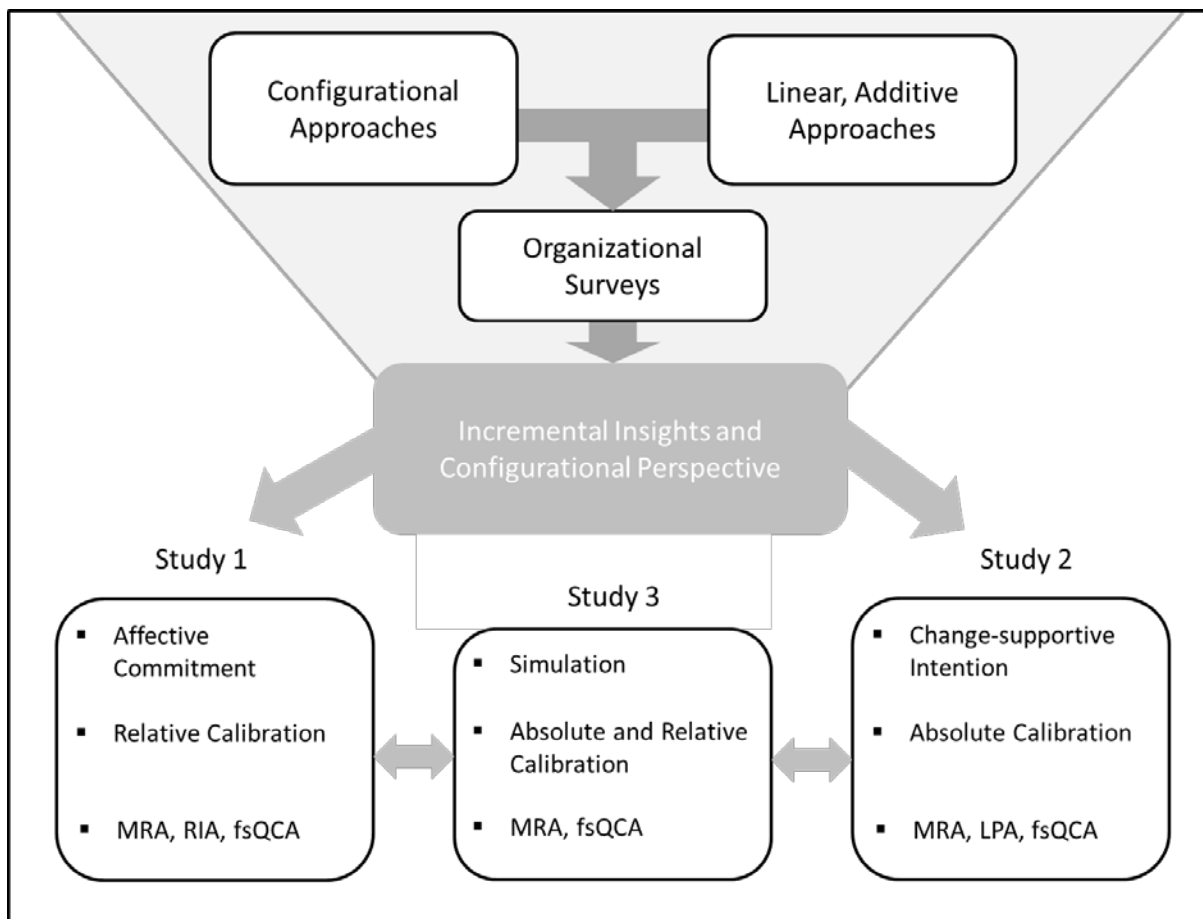 Configurational
Approaches
Linear, Additive
Approaches
Organizational
Surveys
Incremental Insights and
Configurational Perspective
Study 1
▪ Affective
Commitment
▪ Relative Calibration
▪ MRA, RIA, fsQCA
Study 3
▪ Simulation
▪ Absolute and Relative
Calibration
▪ MRA, fsQCA
Study 2
▪ Change-supportive
Intention
▪ Absolute Calibration
▪ MRA, LPA, fsQCA